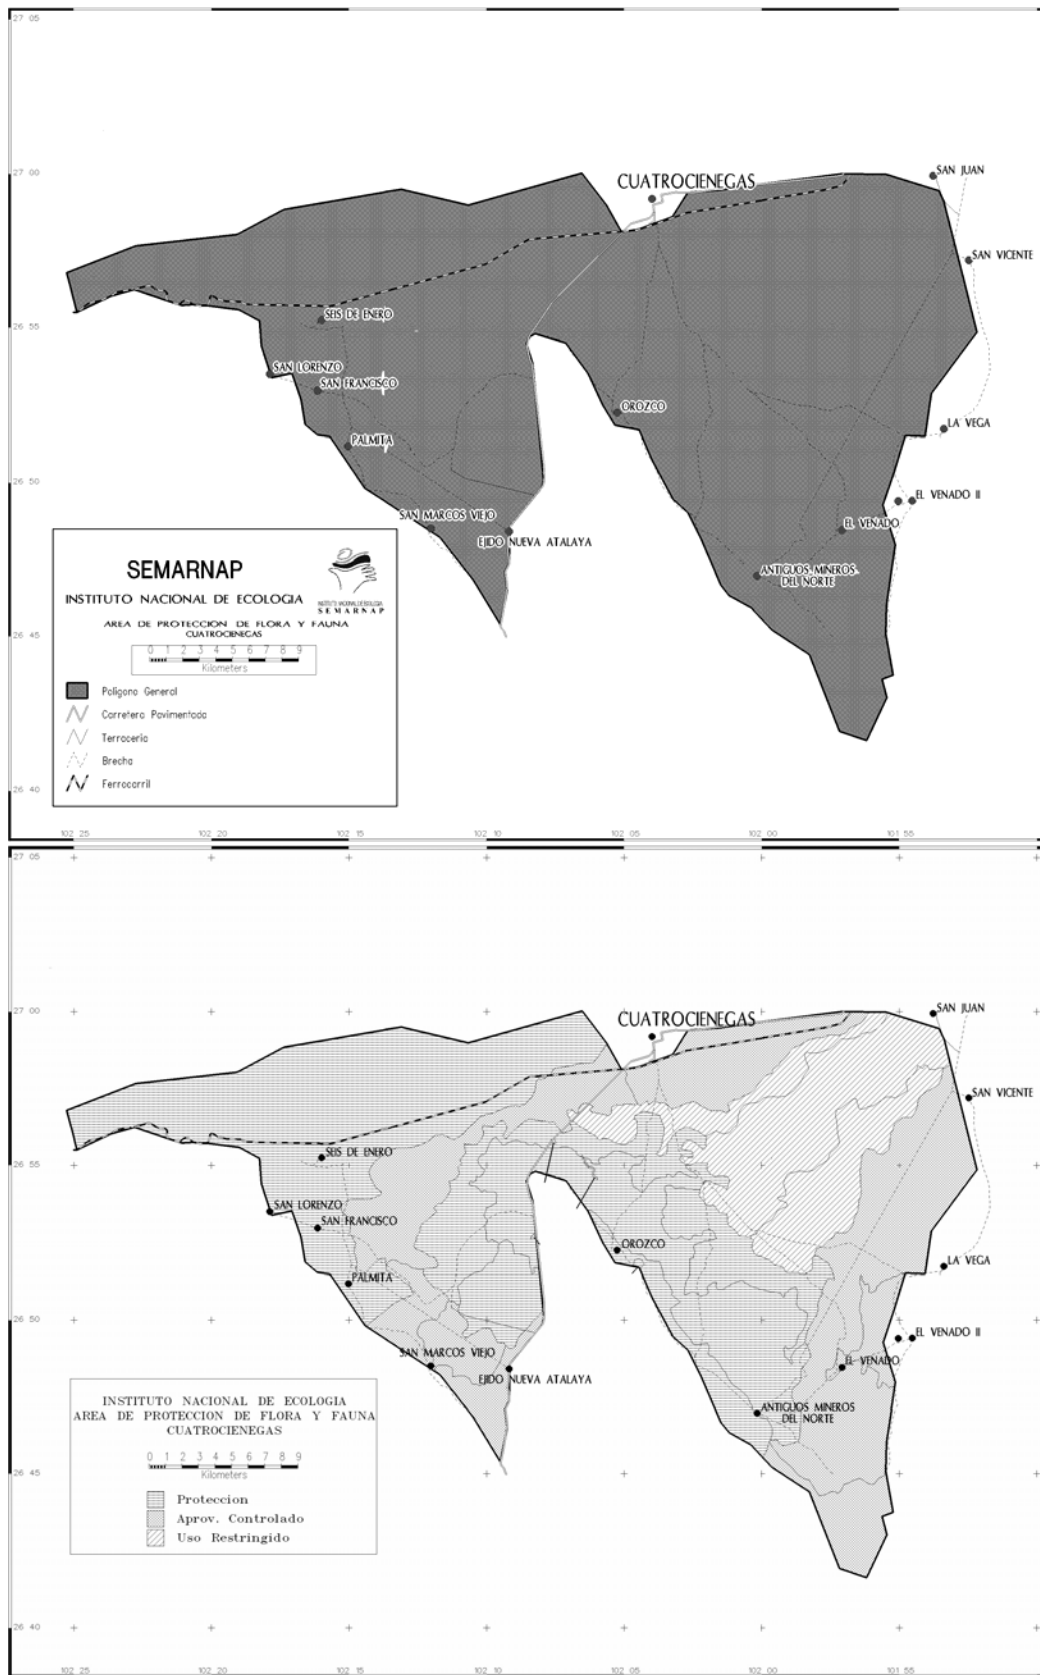 27 05
27 00
SAN JUAN
CUATROCIENEGAS
SAN VICENTE
26 55
SEIS DE ENERO
SAN LORENZO
SAN FRANCISCO
OROZCO
LA VEGA
PALMITA
26 50
EL VENADO II
SAN MARCOS VIEJO
EL VENADO
EJIDO NUEVA ATALAYA
ANTIGUOS MINEROS
DEL NORTE
SEMARNAP
INSTITUTO NACIONAL DE ECOLOGIA
INSTITUTO NACIONAL DE ECOLOGIA
SEMARNAP
AREA DE PROTECCION DE FLORA Y FAUNA
CUATROCIENEGAS
26 45
0 1 2 3 4 5 6 7 8 9
Kilometers
Poligono General
Carretera Pavimentada
Terraceria
Brecha
Ferrocarril
26 40
102 25 102 20 102 15 102 10 102 05 102 00 101 55
27 05
27 00
SAN JUAN
CUATROCIENEGAS
SAN VICENTE
26 55
SEIS DE ENERO
SAN LORENZO
SAN FRANCISCO
OROZCO
LA VEGA
PALMITA
26 50
EL VENADO II
SAN MARCOS VIEJO
EL VENADO
EJIDO NUEVA ATALAYA
ANTIGUOS MINEROS
DEL NORTE
INSTITUTO NACIONAL DE ECOLOGIA
AREA DE PROTECCION DE FLORA Y FAUNA
CUATROCIENEGAS
26 45
0 1 2 3 4 5 6 7 8 9
Kilometers
Proteccion
Aprov. Controlado
Uso Restringido
26 40
102 25 102 20 102 15 102 10 102 05 102 00 101 55